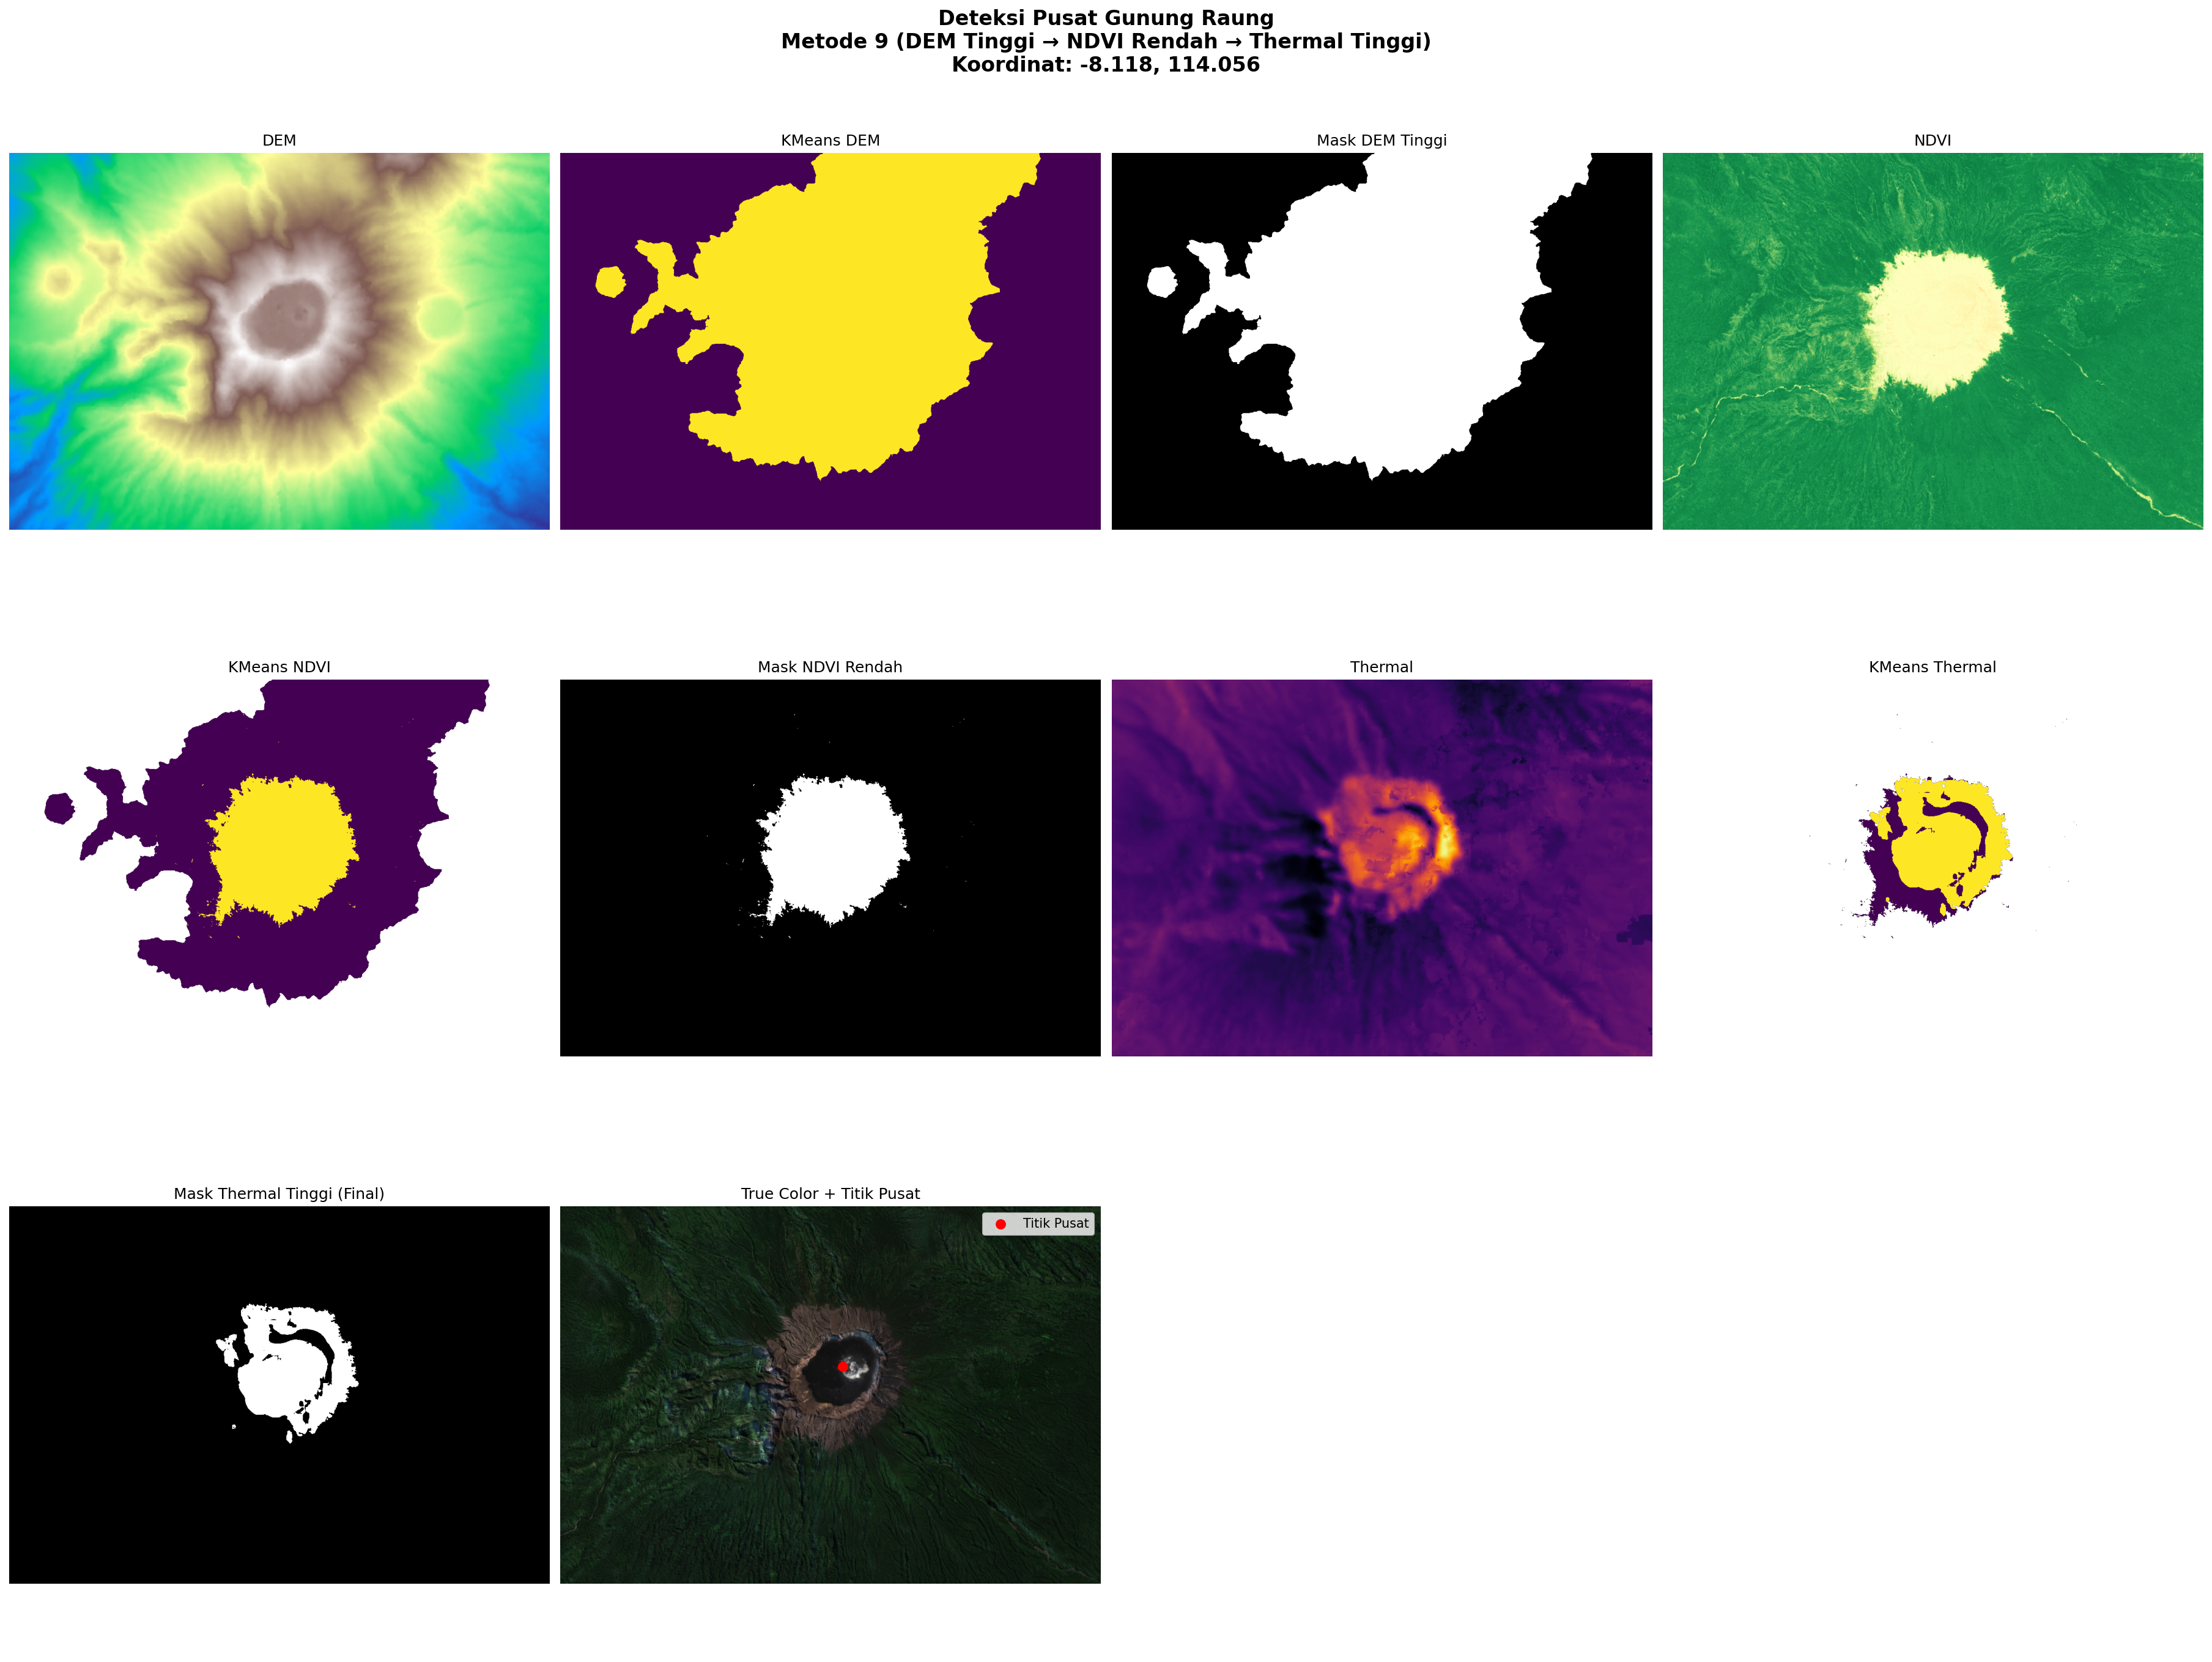 Deteksi Pusat Gunung Raung
Metode 9 (DEM Tinggi → NDVI Rendah → Thermal Tinggi)
Koordinat: -8.118, 114.056
DEM
KMeans DEM
Mask DEM Tinggi
NDVI
KMeans NDVI
Mask NDVI Rendah
Thermal
KMeans Thermal
Mask Thermal Tinggi (Final)
True Color + Titik Pusat
Titik Pusat